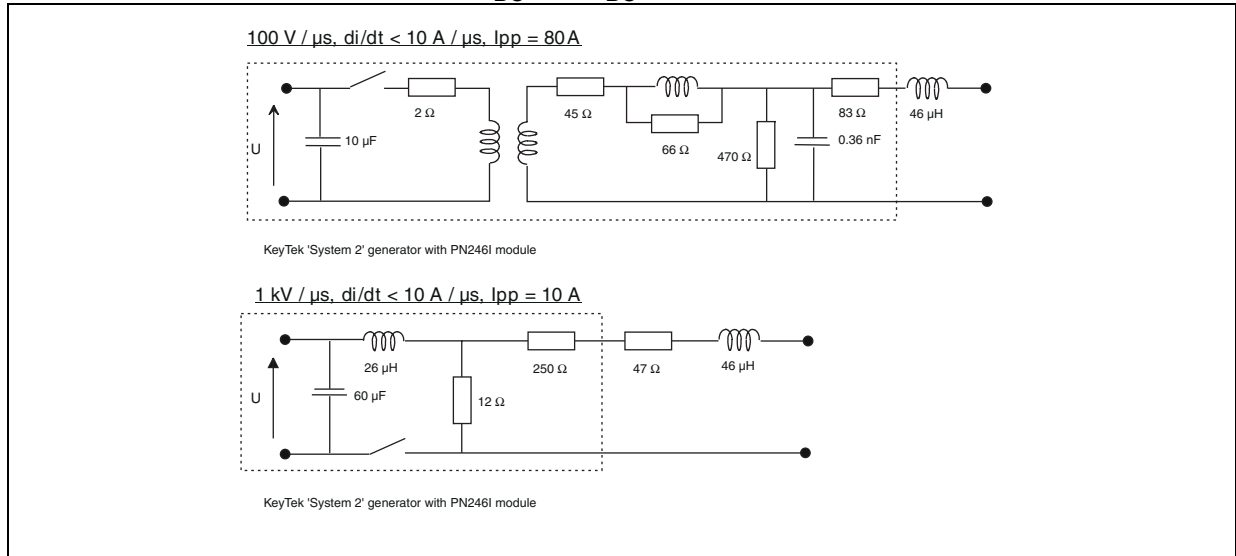 100 V / µs, di/dt < 10 A / µs, Ipp = 80 A
U
10 µF
2 Ω
45 Ω
66 Ω
470 Ω
0.36 nF
83 Ω
46 µH
KeyTek 'System 2' generator with PN246I module
1 kV / µs, di/dt < 10 A / µs, Ipp = 10 A
U
60 µF
26 µH
12 Ω
250 Ω
47 Ω
46 µH
KeyTek 'System 2' generator with PN246I module